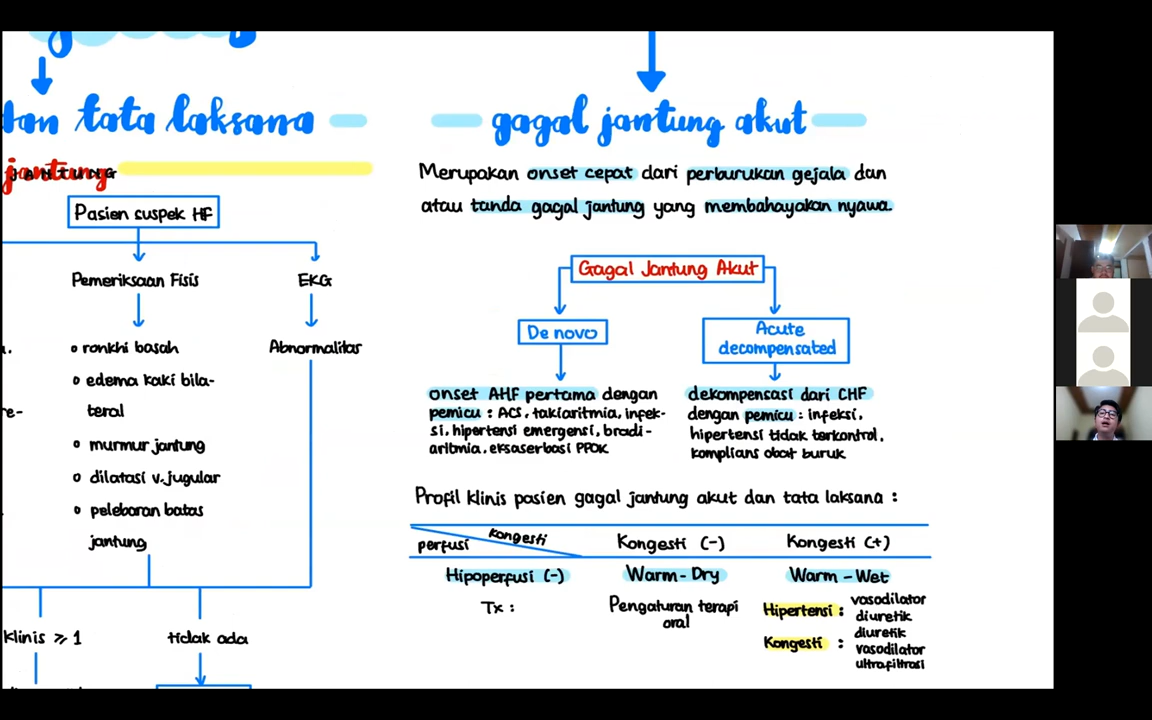 dan tata laksana
jantung
Pasien suspek HF
Pemeriksaan Fisis
EKG
ronkhi basah
Abnormalitas
edema kaki bila-
teral
murmur jantung
dilatasi v. jugular
pelebaran batas
jantung
klinis ⩾ 1
tidak ada
gagal jantung akut
Merupakan onset cepat dari perburukan gejala dan
atau tanda gagal jantung yang membahayakan nyawa.
Gagal Jantung Akut
De novo
Acute
decompensated
onset AHF pertama dengan
pemicu : ACS, takiaritmia, infek-
si, hipertensi emergensi, bradi-
aritmia, eksaserbasi PPOK
dekompensasi dari CHF
dengan pemicu : infeksi,
hipertensi tidak terkontrol,
komplians obat buruk
Profil klinis pasien gagal jantung akut dan tata laksana :
perfusi
kongesti
Kongesti (-)
Kongesti (+)
Hipoperfusi (-)
Warm-Dry
Warm-Wet
Tx :
Pengaturan terapi
oral
Hipertensi : vasodilator
diuretik
Kongesti : diuretik
vasodilator
ultrafiltrasi